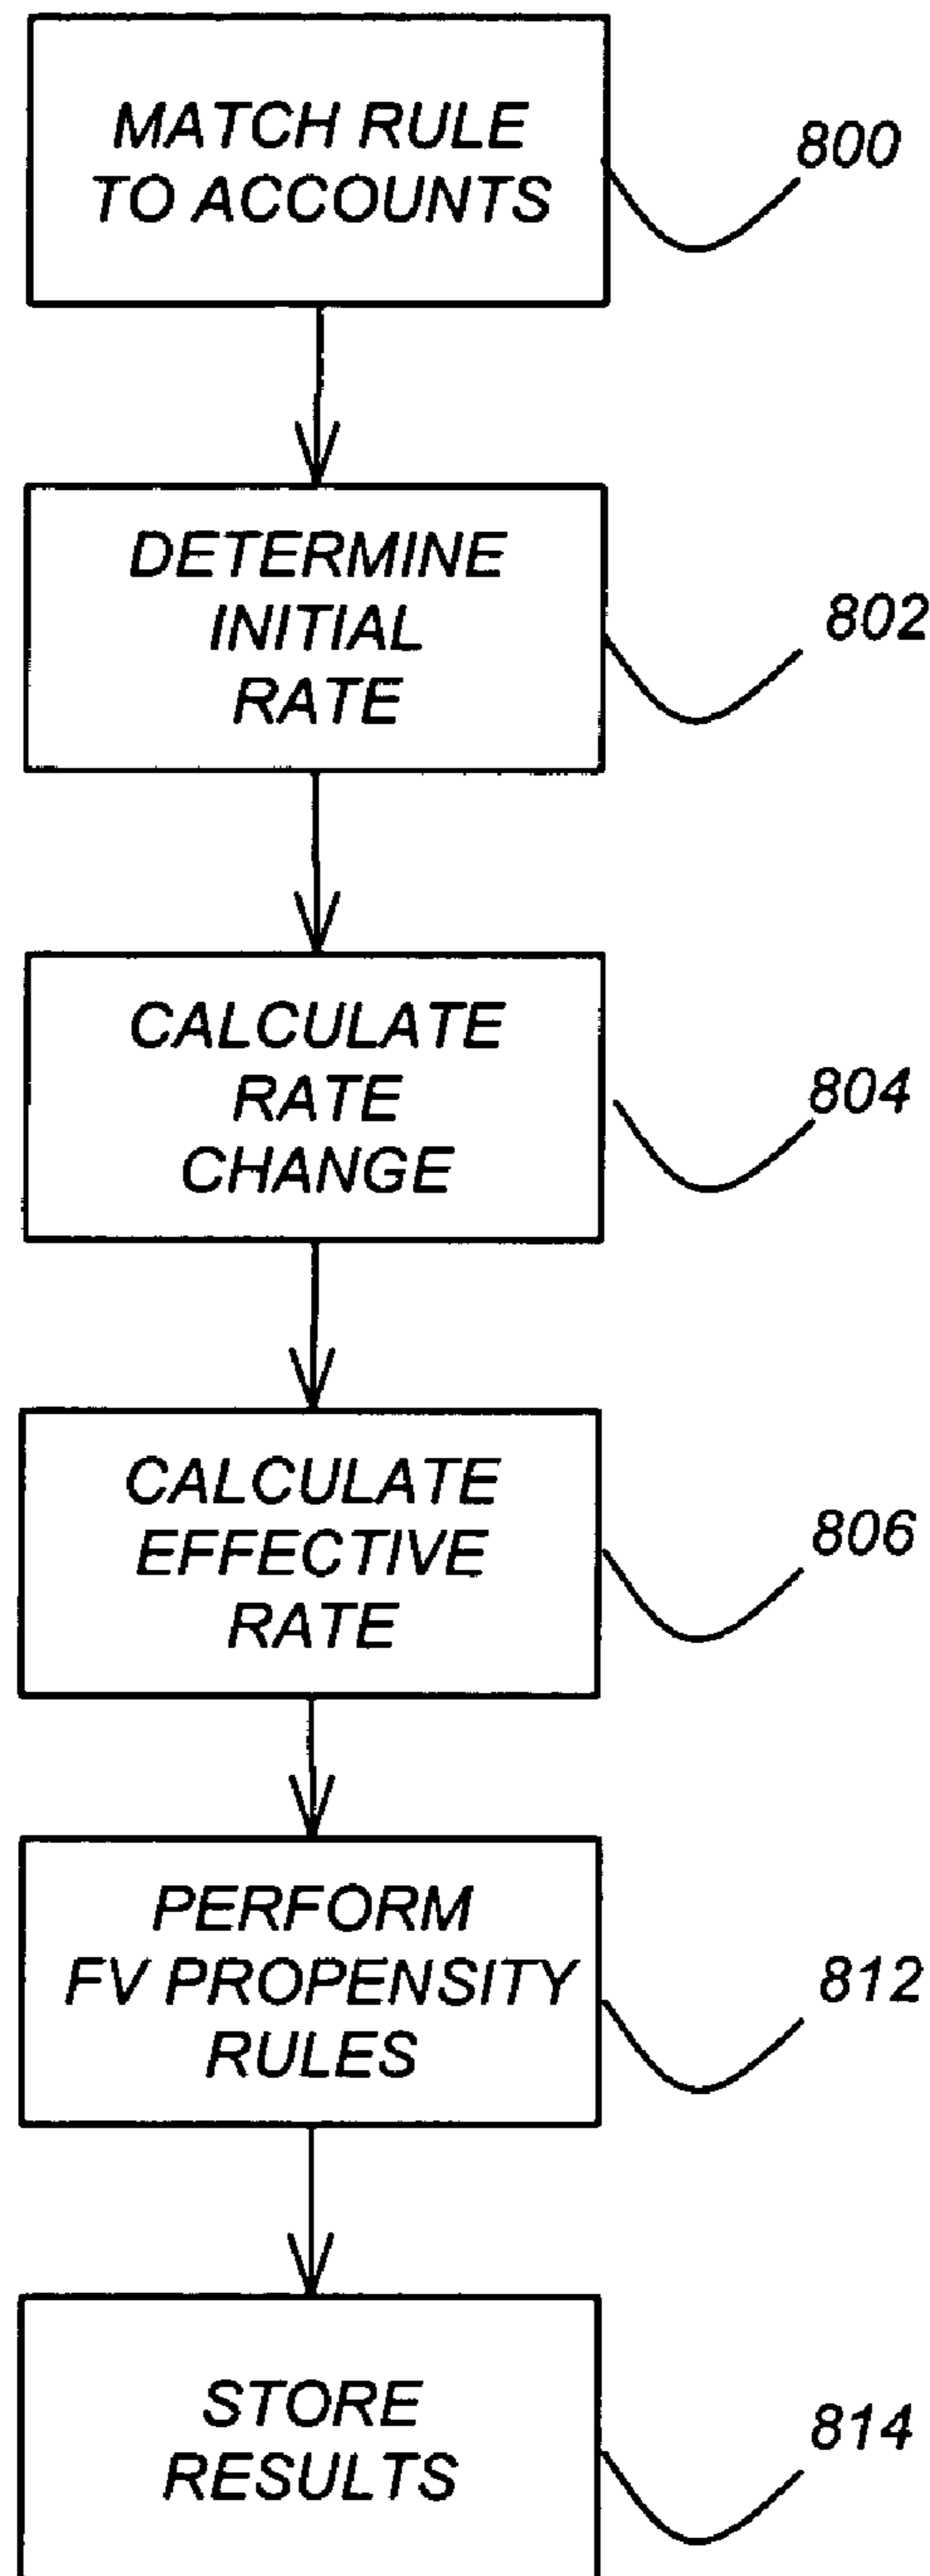 MATCH RULE
TO ACCOUNTS
800
DETERMINE
INITIAL
RATE
802
CALCULATE
RATE
CHANGE
804
CALCULATE
EFFECTIVE
RATE
806
PERFORM
FV PROPENSITY
RULES
812
STORE
RESULTS
814